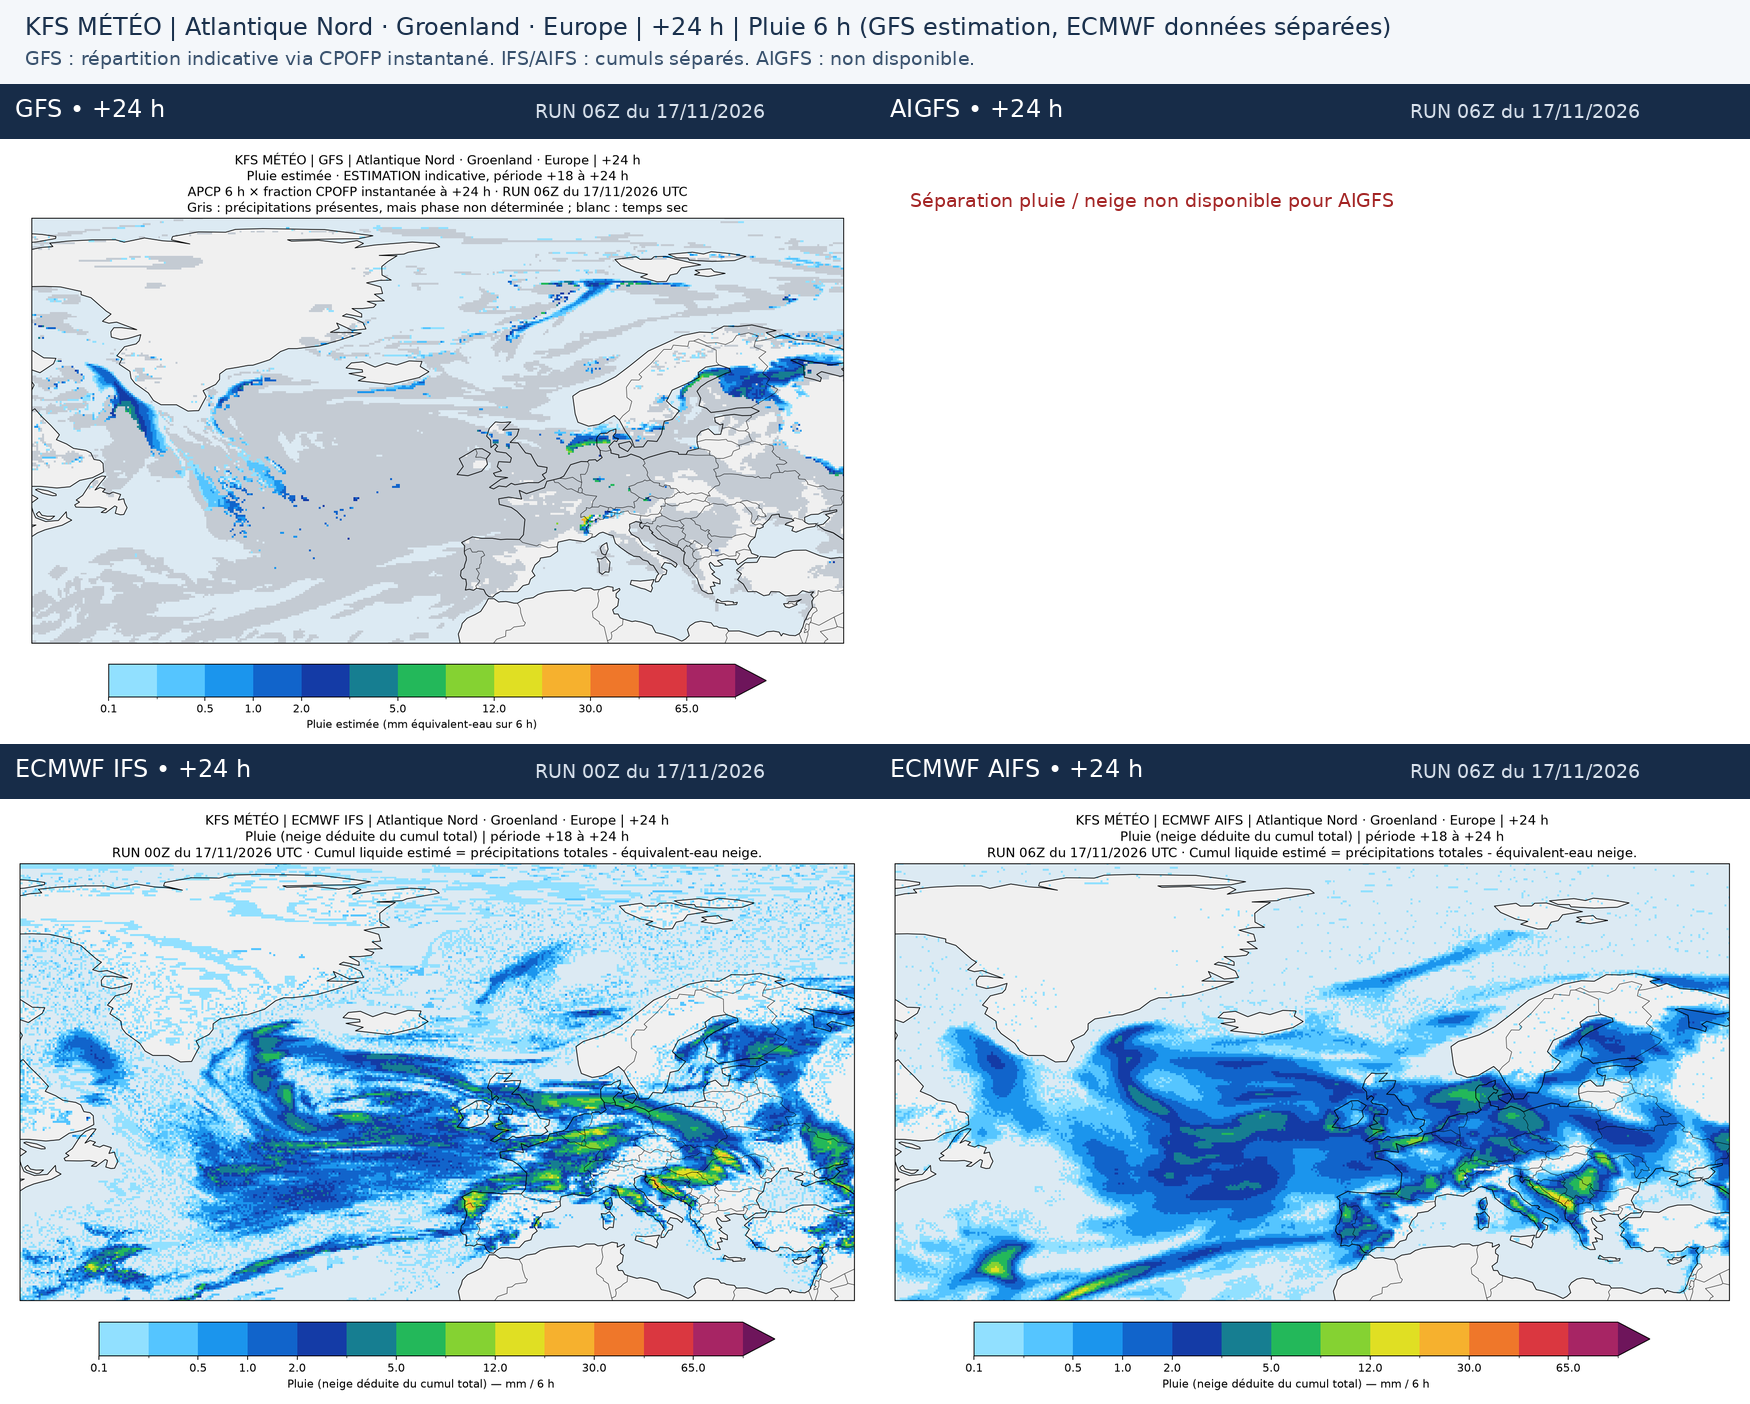 KFS MÉTÉO | Atlantique Nord · Groenland · Europe | +24 h | Pluie 6 h (GFS estimation, ECMWF données séparées)
GFS : répartition indicative via CPOFP instantané. IFS/AIFS : cumuls séparés. AIGFS : non disponible.
GFS • +24 h
RUN 06Z du 17/11/2026
AIGFS • +24 h
RUN 06Z du 17/11/2026
KFS MÉTÉO | GFS | Atlantique Nord · Groenland · Europe | +24 h
Pluie estimée · ESTIMATION indicative, période +18 à +24 h
APCP 6 h × fraction CPOFP instantanée à +24 h · RUN 06Z du 17/11/2026 UTC
Gris : précipitations présentes, mais phase non déterminée ; blanc : temps sec
Séparation pluie / neige non disponible pour AIGFS
0.1 0.5 1.0 2.0 5.0 12.0 30.0 65.0
Pluie estimée (mm équivalent-eau sur 6 h)
ECMWF IFS • +24 h
RUN 00Z du 17/11/2026
ECMWF AIFS • +24 h
RUN 06Z du 17/11/2026
KFS MÉTÉO | ECMWF IFS | Atlantique Nord · Groenland · Europe | +24 h
Pluie (neige déduite du cumul total) | période +18 à +24 h
RUN 00Z du 17/11/2026 UTC · Cumul liquide estimé = précipitations totales - équivalent-eau neige.
KFS MÉTÉO | ECMWF AIFS | Atlantique Nord · Groenland · Europe | +24 h
Pluie (neige déduite du cumul total) | période +18 à +24 h
RUN 06Z du 17/11/2026 UTC · Cumul liquide estimé = précipitations totales - équivalent-eau neige.
0.1 0.5 1.0 2.0 5.0 12.0 30.0 65.0
Pluie (neige déduite du cumul total) — mm / 6 h
0.1 0.5 1.0 2.0 5.0 12.0 30.0 65.0
Pluie (neige déduite du cumul total) — mm / 6 h